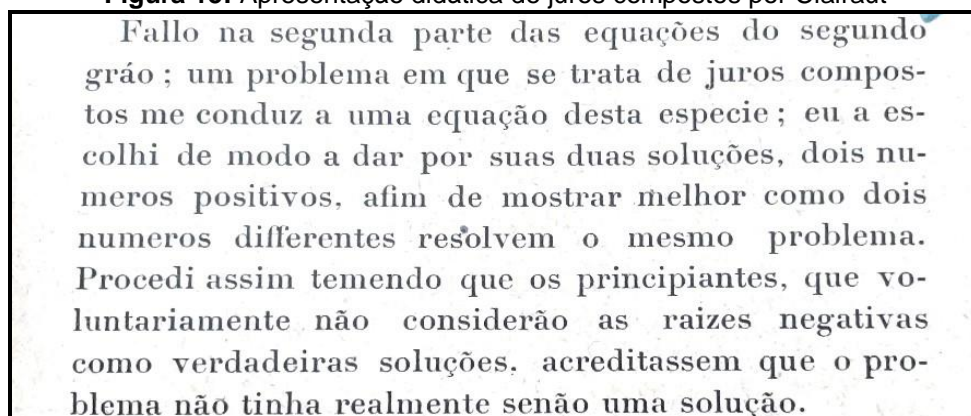 Figura 10: Apresentação didática de juros compostos por Clairaut
Fallo na segunda parte das equações do segundo
gráo ; um problema em que se trata de juros compos-
tos me conduz a uma equação desta especie ; eu a es-
colhi de modo a dar por suas duas soluções, dois nu-
meros positivos, afim de mostrar melhor como dois
numeros differentes resolvem o mesmo problema.
Procedi assim temendo que os principiantes, que vo-
luntariamente não considerão as raizes negativas
como verdadeiras soluções, acreditassem que o pro-
blema não tinha realmente senão uma solução.